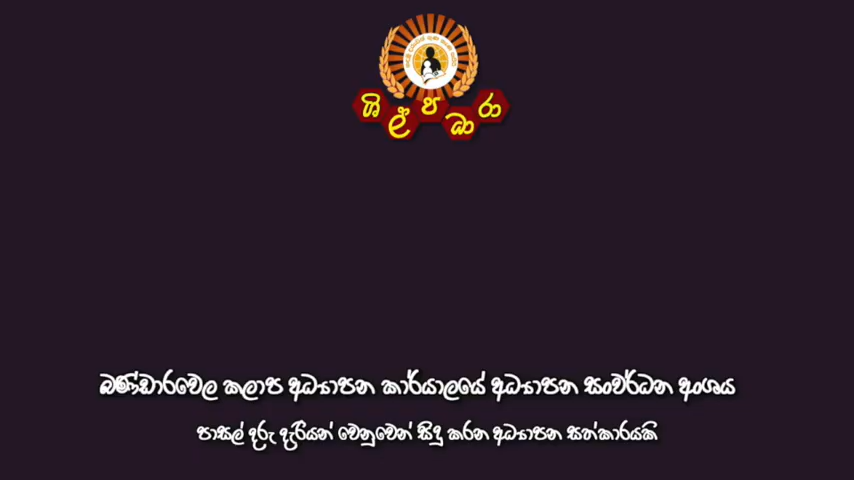 ශිල්පධාරා
බණ්ඩාරවෙල කලාප අධ්‍යාපන කාර්යාලයේ අධ්‍යාපන සංවර්ධන අංශය
පාසල් දරු දැරියන් වෙනුවෙන් සිදු කරන අධ්‍යාපන සත්කාරයකි